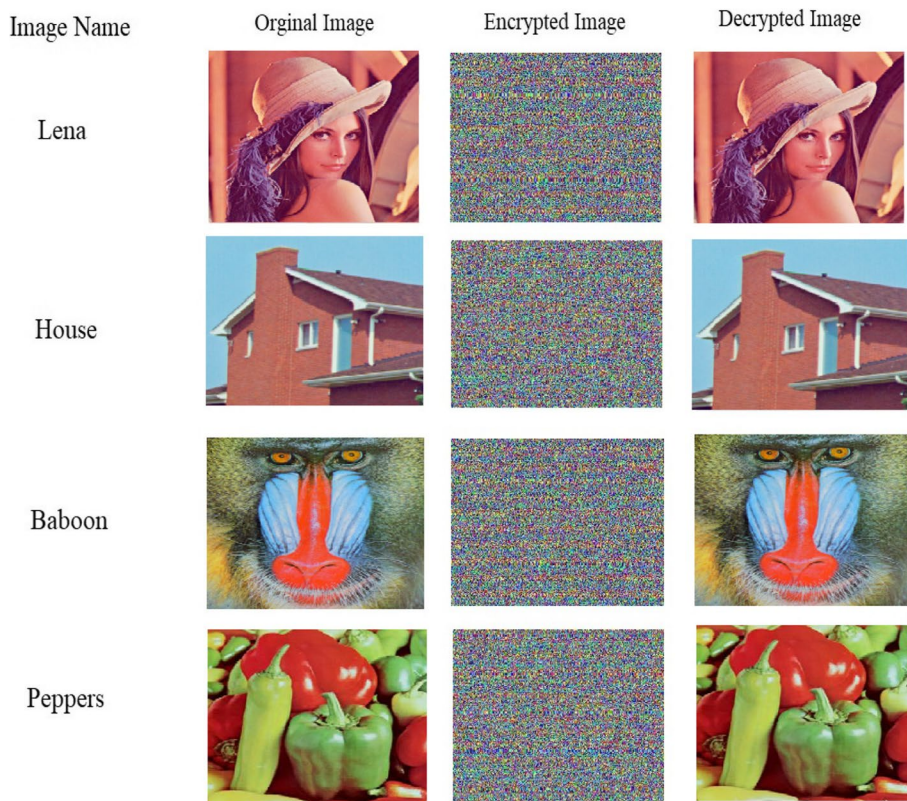 Image Name Orginal Image Encrypted Image Decrypted Image
Lena
House
Baboon
Peppers